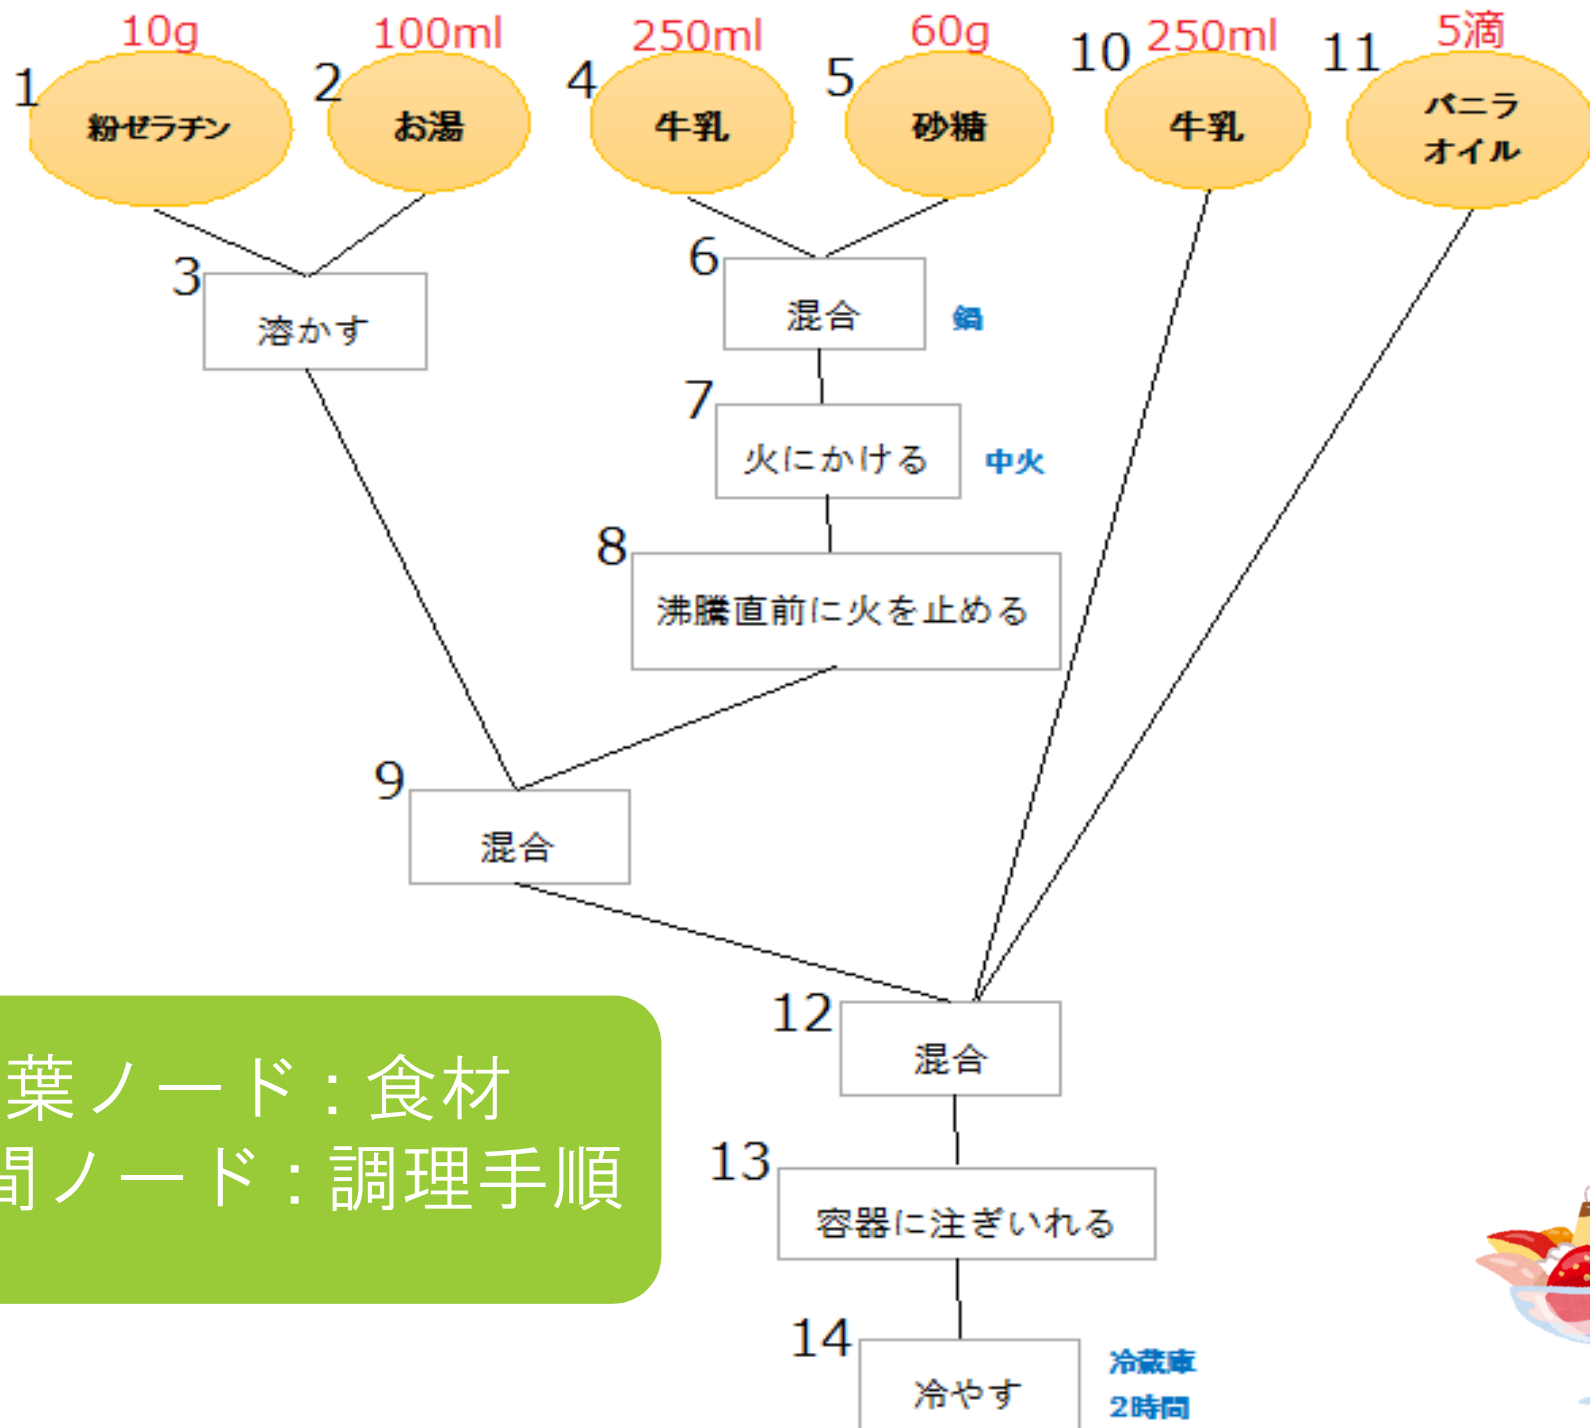 10g
100ml
250ml
60g
250ml
5滴
1
2
4
5
10
11
粉ゼラチン
お湯
牛乳
砂糖
牛乳
バニラ
オイル
3
溶かす
6
混合
鍋
7
火にかける
中火
8
沸騰直前に火を止める
9
混合
12
混合
葉ノード:食材
間ノード:調理手順
13
容器に注ぎいれる
14
冷やす
冷蔵庫
2時間